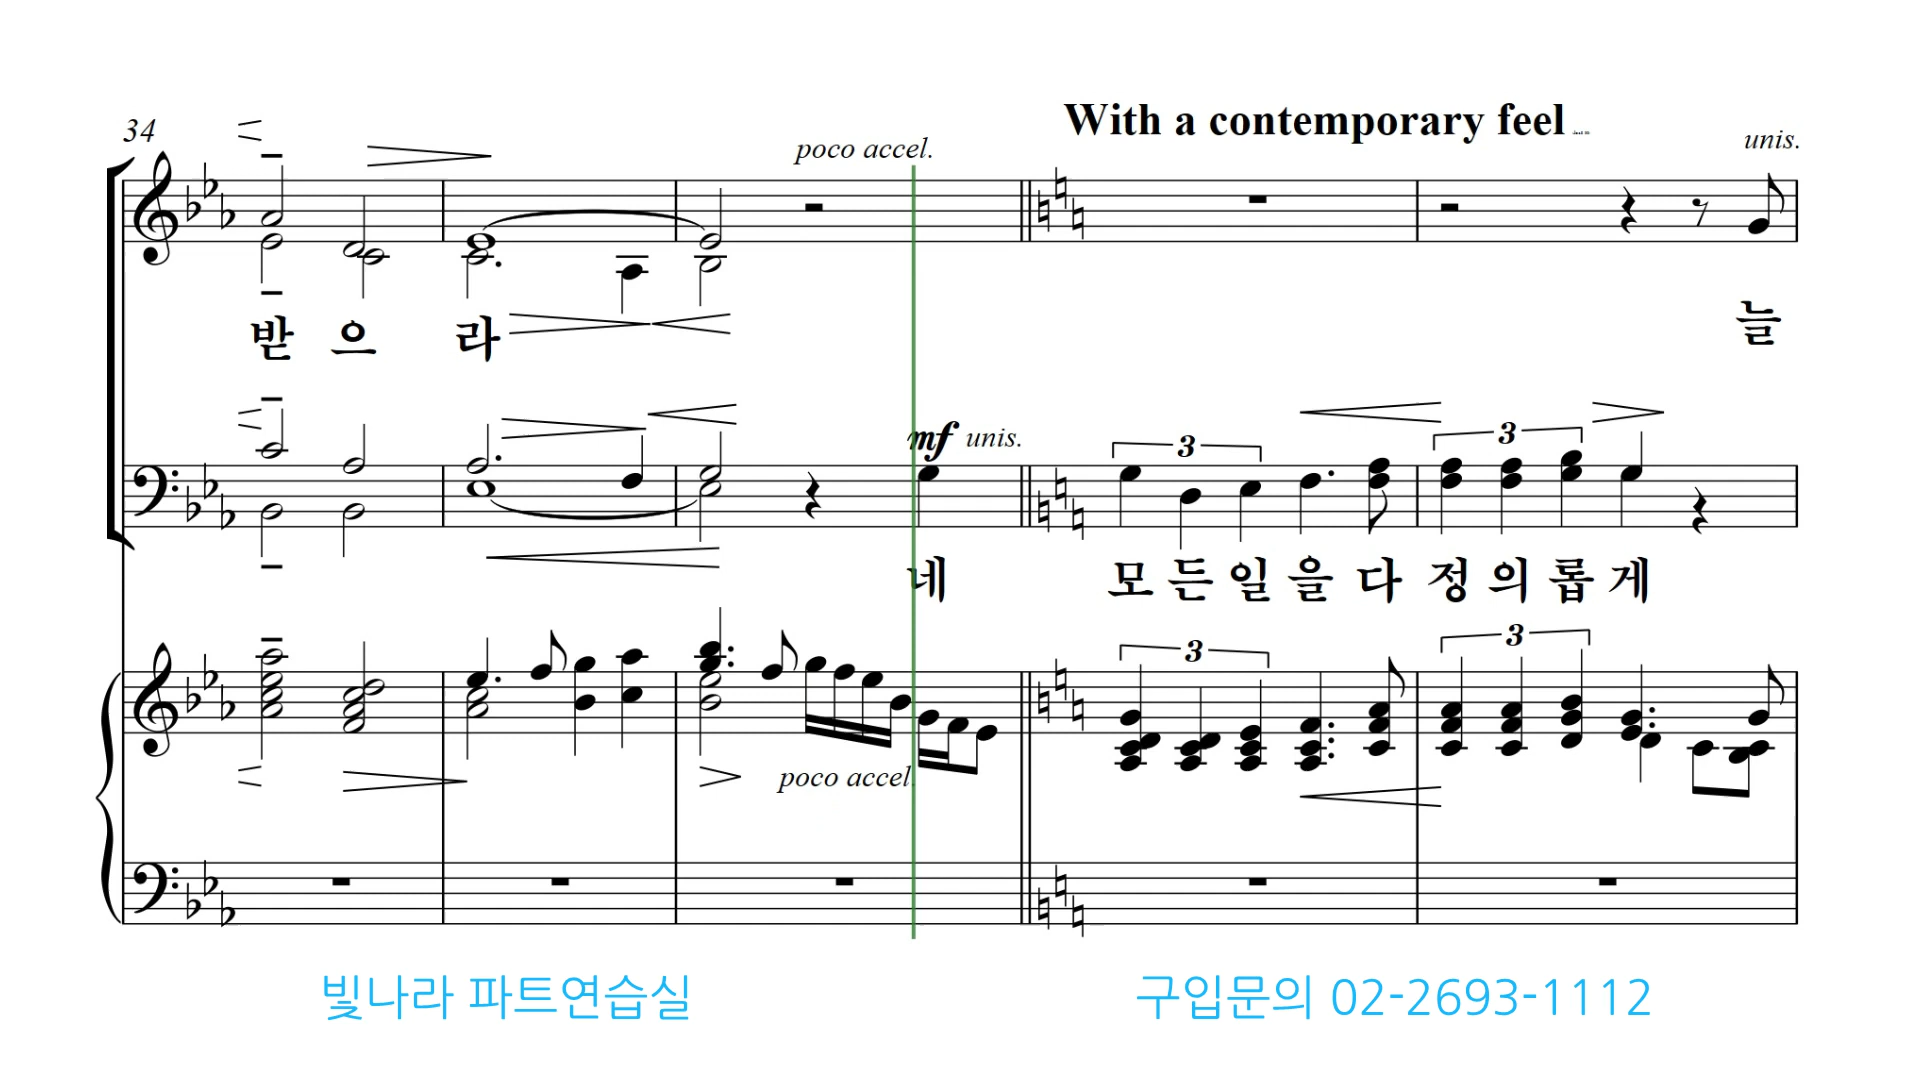 With a contemporary feel
34
poco accel.
unis.
받 으 라
늘
mf unis.
3
3
네 모 든 일 을 다 정 의 롭 게
3
3
poco accel.
빛나라 파트연습실
구입문의 02-2693-1112